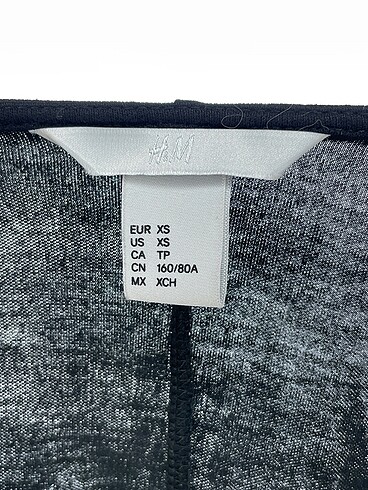 H&M
EUR XS
US XS
CA TP
CN 160/80A
MX XCH